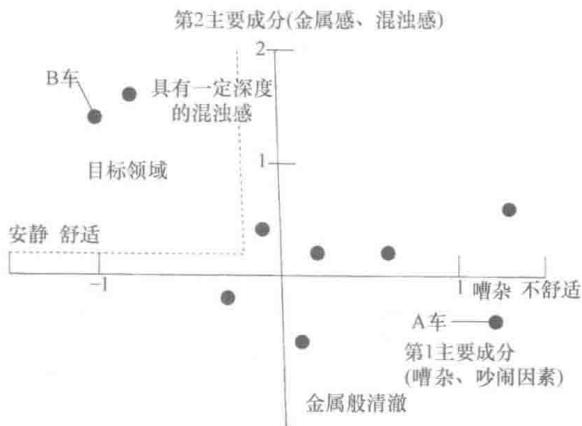 第2主要成分(金属感、混浊感)
2
B车
具有一定深度
的混浊感
1
目标领域
安静 舒适
-1
1
嘈杂 不舒适
A车
第1主要成分
(嘈杂、吵闹因素)
金属般清澈